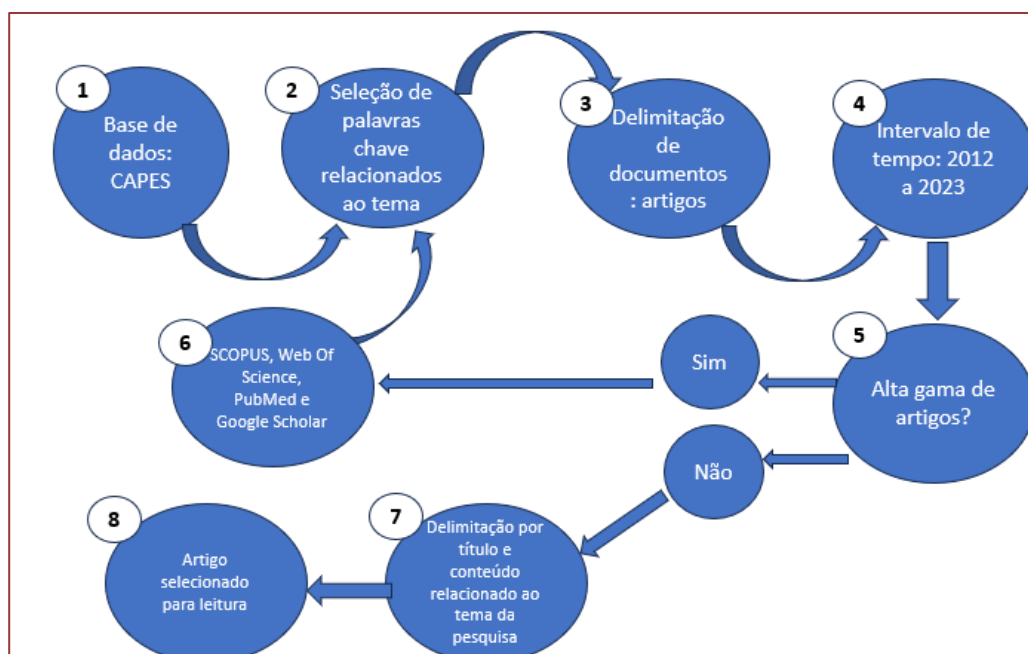 1
Base de
dados:
CAPES
2
Seleção de
palavras
chave
relacionados
ao tema
3
Delimitação
de
documentos
: artigos
4
Intervalo de
tempo: 2012
a 2023
5
Alta gama de
artigos?
Sim
Não
6
SCOPUS, Web Of
Science,
PubMed e
Google Scholar
7
Delimitação por
título e
conteúdo
relacionado ao
tema da
pesquisa
8
Artigo
selecionado
para leitura